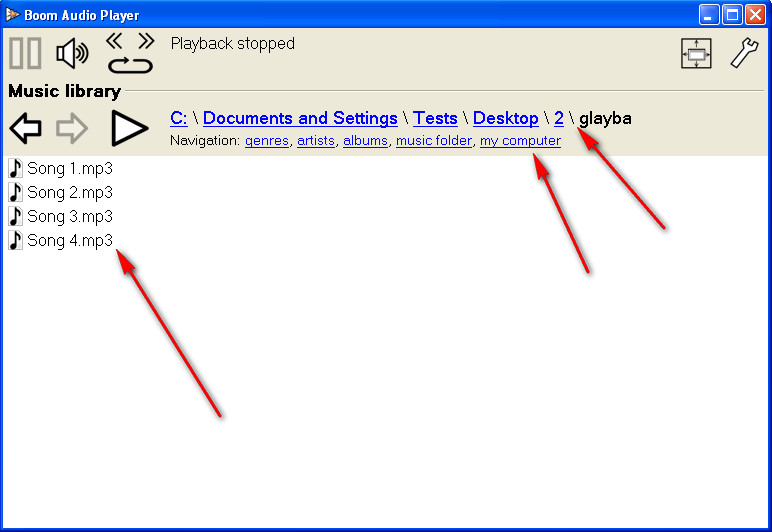 Boom Audio Player
Playback stopped
Music library
C: \ Documents and Settings \ Tests \ Desktop \ 2 \ glayba
Navigation: genres, artists, albums, music folder, my computer
Song 1.mp3
Song 2.mp3
Song 3.mp3
Song 4.mp3